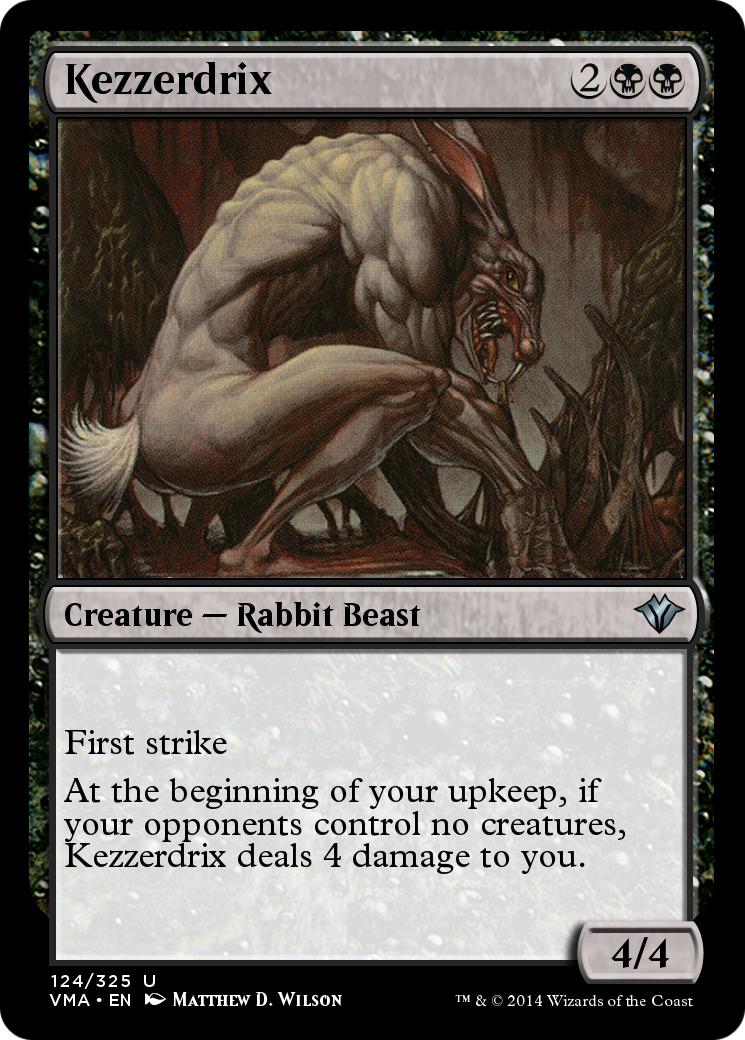 Kezzerdrix 2
Creature — Rabbit Beast
First strike
At the beginning of your upkeep, if
your opponents control no creatures,
Kezzerdrix deals 4 damage to you.
4/4
124/325 U
VMA • EN Matthew D. Wilson ™ & © 2014 Wizards of the Coast